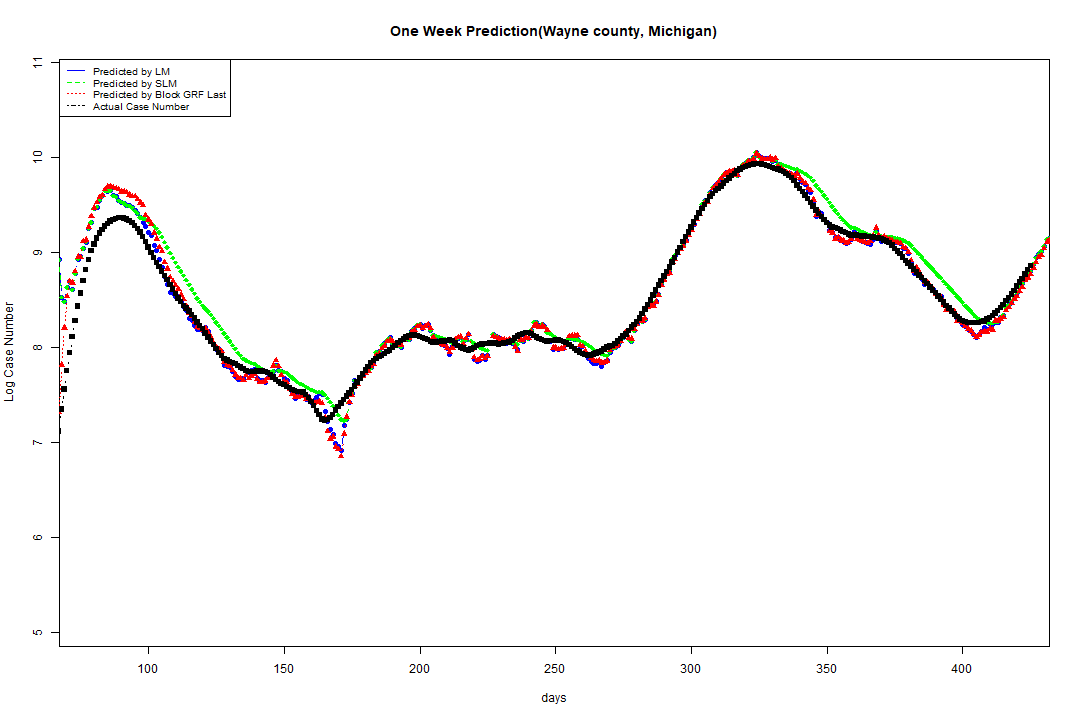 One Week Prediction(Wayne county, Michigan)
Predicted by LM
Predicted by SLM
Predicted by Block GRF Last
Actual Case Number
11
10
9
8
7
6
5
Log Case Number
100 150 200 250 300 350 400
days